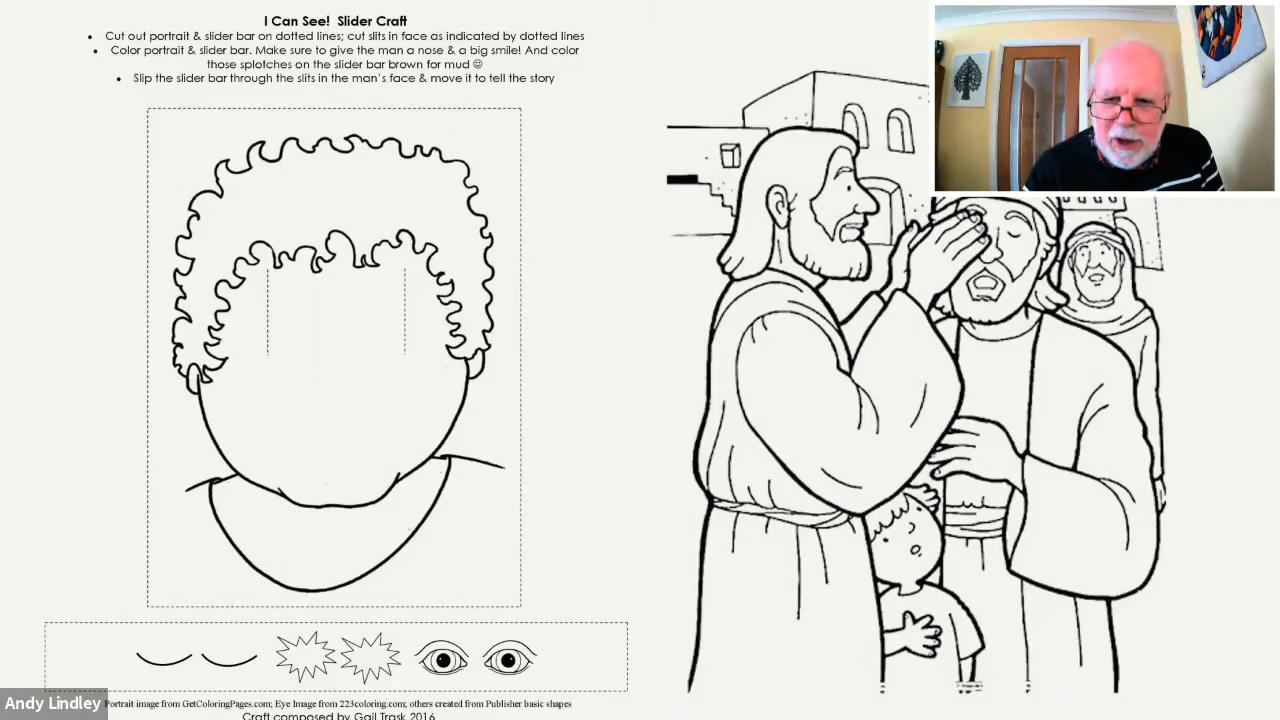 I Can See! Slider Craft
• Cut out portrait & slider bar on dotted lines; cut slits in face as indicated by dotted lines
• Color portrait & slider bar. Make sure to give the man a nose & a big smile! And color
those splotches on the slider bar brown for mud ☺
• Slip the slider bar through the slits in the man's face & move it to tell the story
Andy Lindley
Portrait image from GetColoringPages.com; Eye Image from 223coloring.com; others created from Publisher basic shapes
Craft composed by Gail Trask 2016